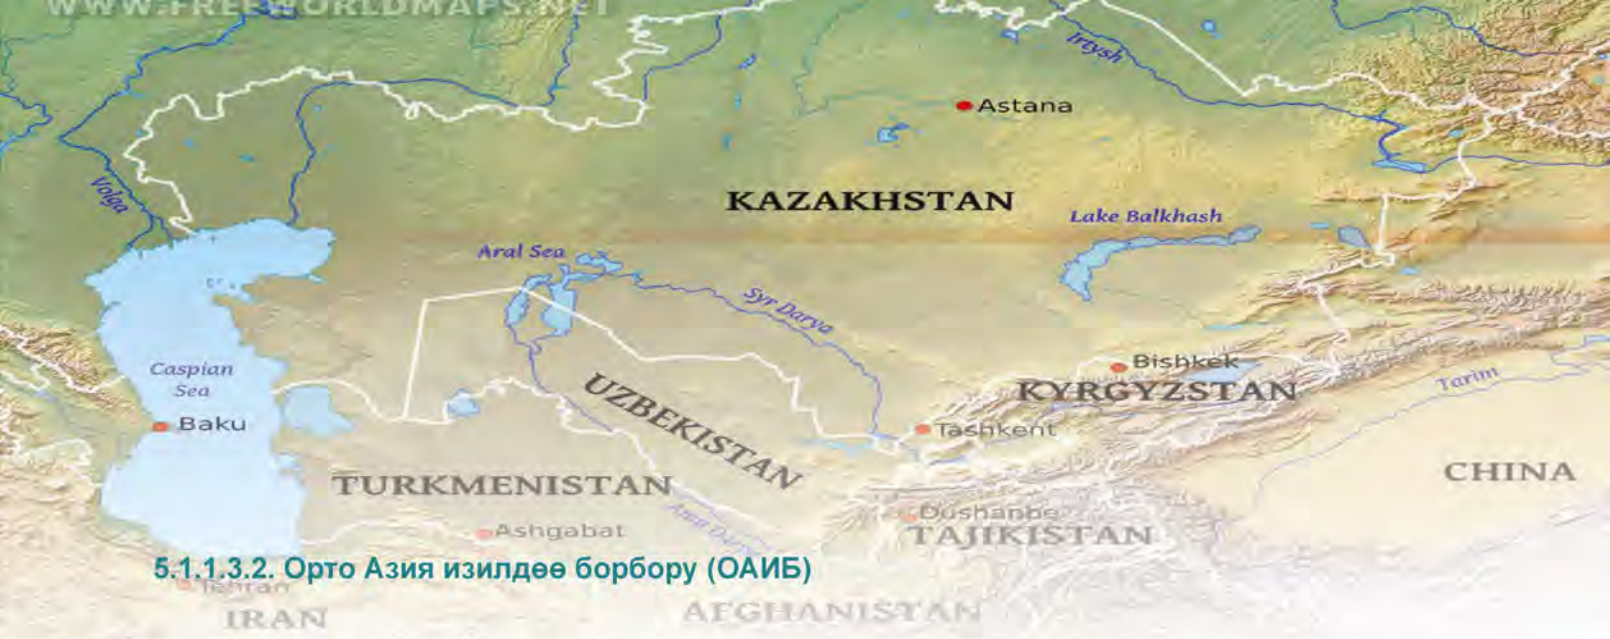 WWW.FREEWORLDMAPS.NET
Irtysh
Astana
Volga
KAZAKHSTAN
Lake Balkhash
Aral Sea
Syr Darya
Caspian
Sea
Bishkek
KYRGYZSTAN
Tarim
UZBEKISTAN
Baku
Tashkent
CHINA
TURKMENISTAN
Amu Darya
Dushanbe
TAJIKISTAN
Ashgabat
5.1.1.3.2. Орто Азия изилдөө борбору (ОАИБ)
Tehran
IRAN
AFGHANISTAN